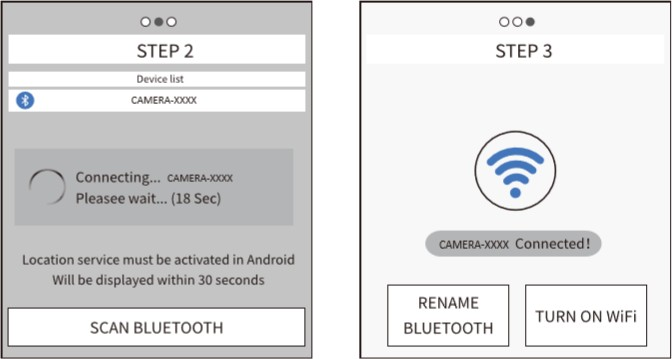 STEP 2
Device list
CAMERA-XXXX
Connecting... CAMERA-XXXX
Pleasee wait... (18 Sec)
Location service must be activated in Android
Will be displayed within 30 seconds
SCAN BLUETOOTH
STEP 3
CAMERA-XXXX Connected!
RENAME
BLUETOOTH
TURN ON WiFi